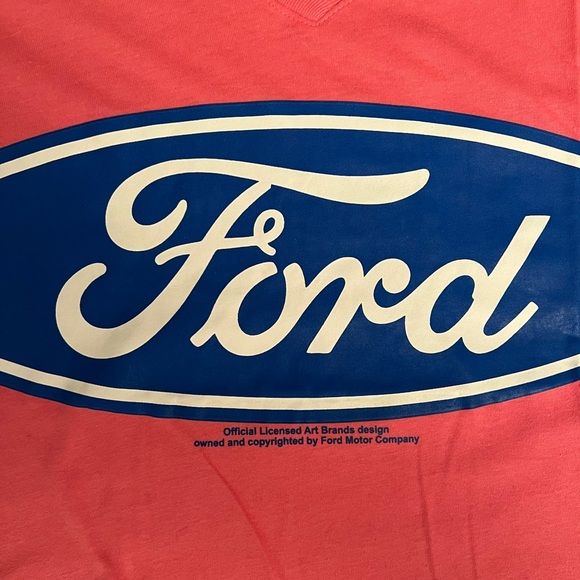 Ford
Official Licensed Art Brands design
owned and copyrighted by Ford Motor Company